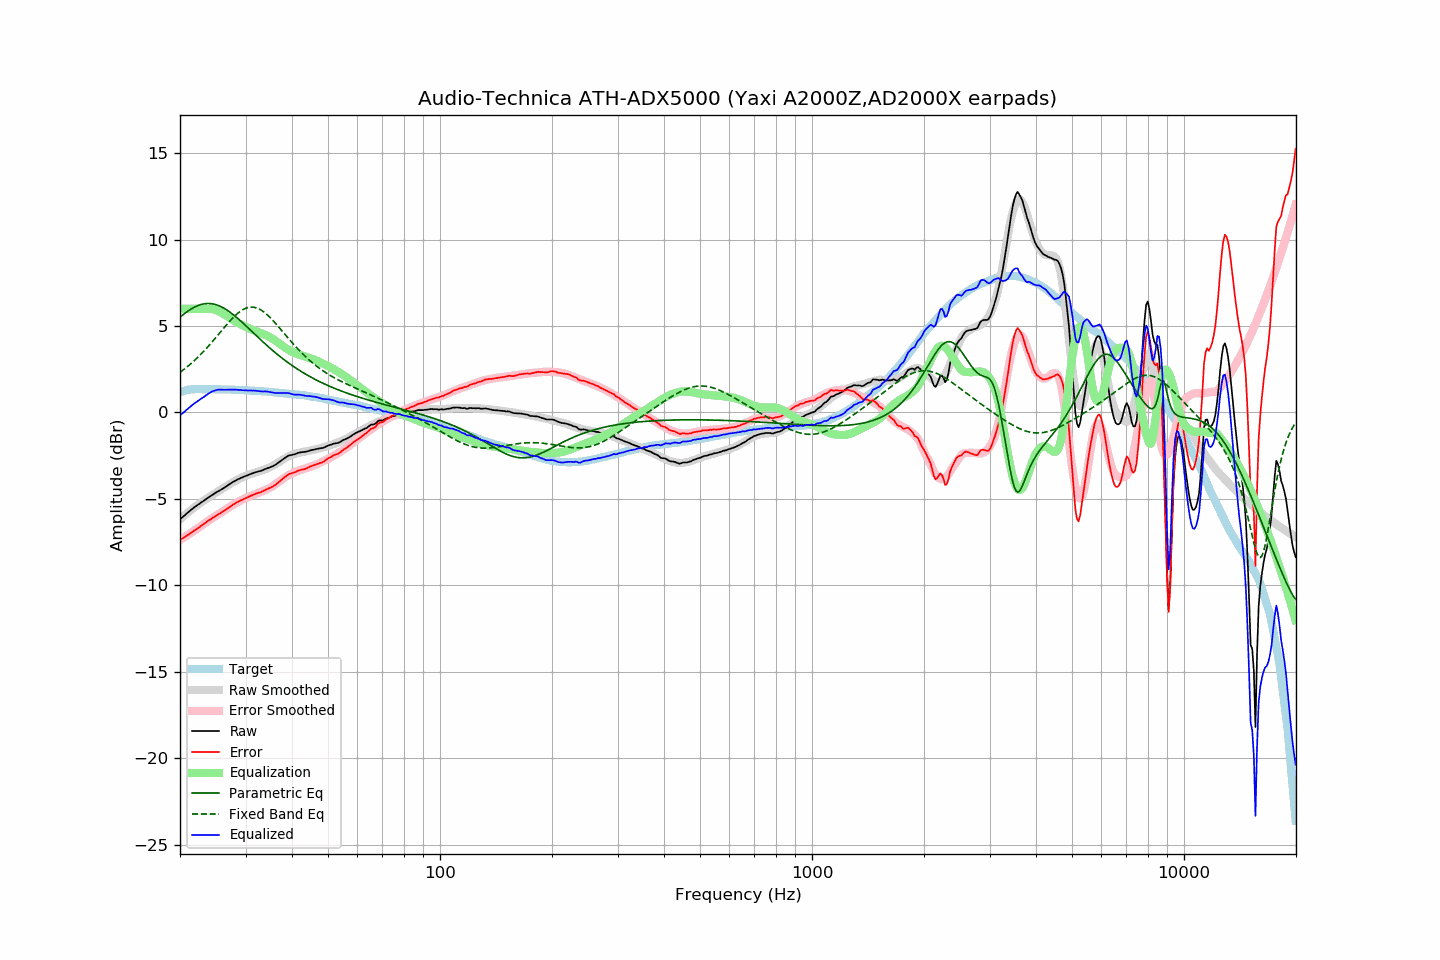 Audio-Technica ATH-ADX5000 (Yaxi A2000Z,AD2000X earpads)
15
10
5
0
−5
−10
−15
−20
−25
Amplitude (dBr)
Target
Raw Smoothed
Error Smoothed
Raw
Error
Equalization
Parametric Eq
Fixed Band Eq
Equalized
100
1000
10000
Frequency (Hz)